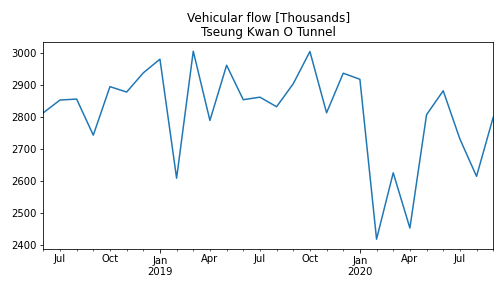 Vehicular flow [Thousands]
Tseung Kwan O Tunnel
3000
2900
2800
2700
2600
2500
2400
Jul Oct Jan Apr Jul Oct Jan Apr Jul
2019 2020